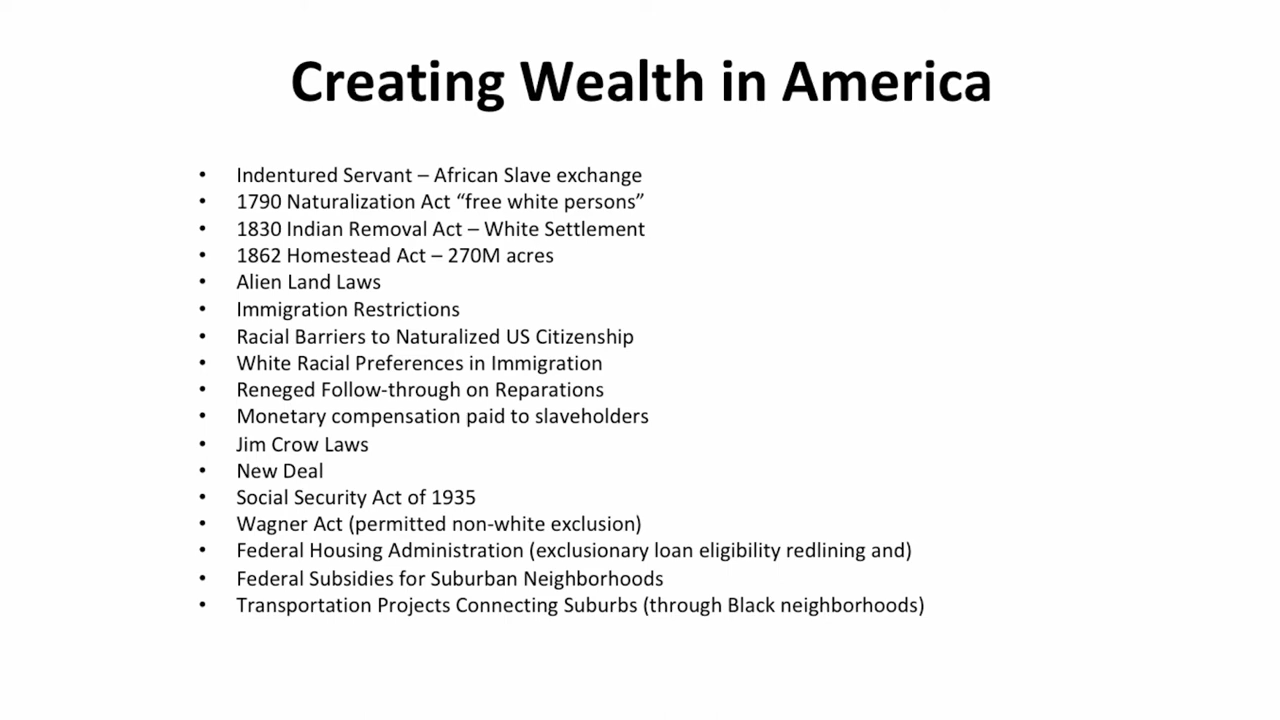 Creating Wealth in America
• Indentured Servant – African Slave exchange
• 1790 Naturalization Act “free white persons”
• 1830 Indian Removal Act – White Settlement
• 1862 Homestead Act – 270M acres
• Alien Land Laws
• Immigration Restrictions
• Racial Barriers to Naturalized US Citizenship
• White Racial Preferences in Immigration
• Reneged Follow-through on Reparations
• Monetary compensation paid to slaveholders
• Jim Crow Laws
• New Deal
• Social Security Act of 1935
• Wagner Act (permitted non-white exclusion)
• Federal Housing Administration (exclusionary loan eligibility redlining and)
• Federal Subsidies for Suburban Neighborhoods
• Transportation Projects Connecting Suburbs (through Black neighborhoods)